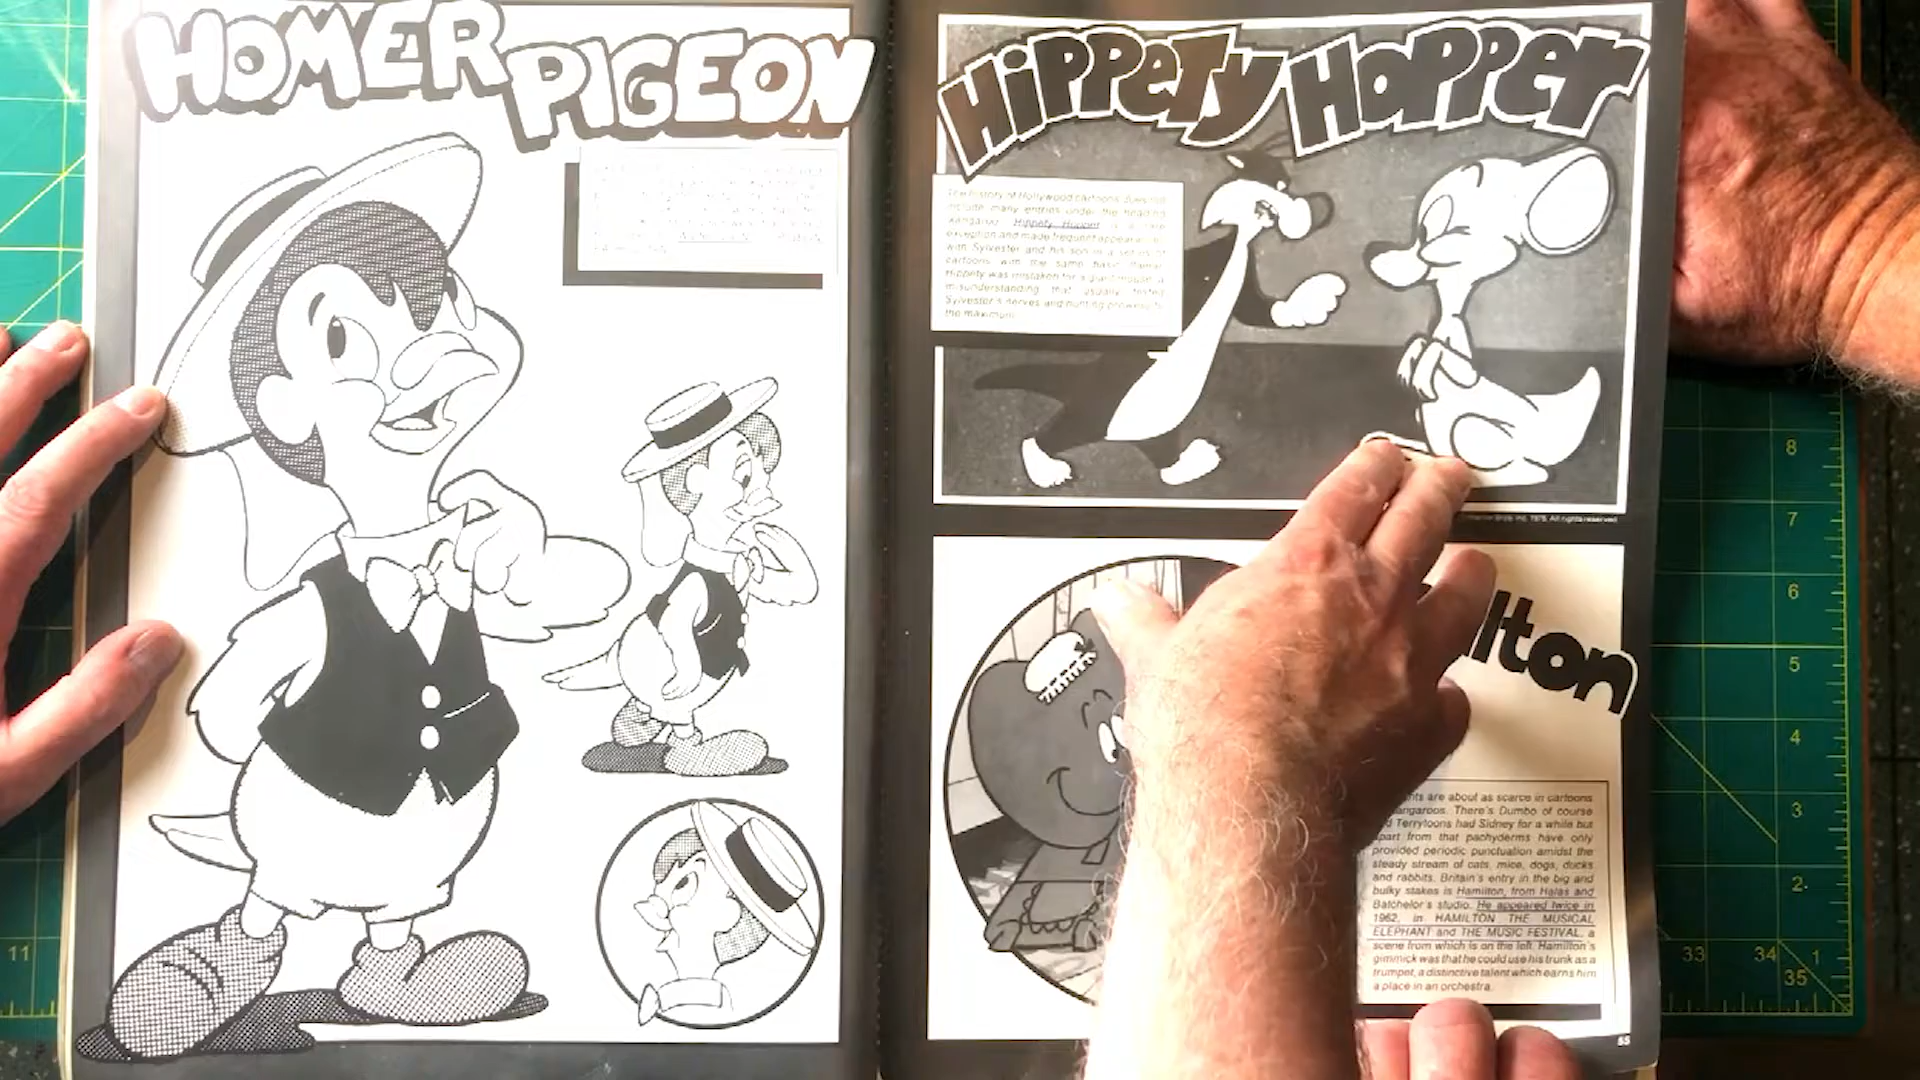 HOMER
PIGEON
Hippety Hopper
The history of Hollywood cartoons does not
include many entries under the heading
kangaroo. Hippety Hopper is a rare
exception and made frequent appearances
with Sylvester and his son in a series of
cartoons with the same basic theme.
Hippety was mistaken for a giant mouse, a
misunderstanding that usually tested
Sylvester's nerves and hunting prowess to
the maximum.
Inc. 1975. All rights reserved
lton
are about as scarce in cartoons
There's Dumbo of course
Terrytoons had Sidney for a while but
apart from that pachyderms have only
provided periodic punctuation amidst the
steady stream of cats, mice, dogs, ducks
and rabbits. Britain's entry in the big and
bulky stakes is Hamilton, from Halas and
Batchelor's studio. He appeared twice in
1962, in HAMILTON THE MUSICAL
ELEPHANT and THE MUSIC FESTIVAL, a
scene from which is on the left. Hamilton's
gimmick was that he could use his trunk as a
trumpet, a distinctive talent which earns him
a place in an orchestra.
55
8
7
6
5
4
3
2
1
11
33
34
35